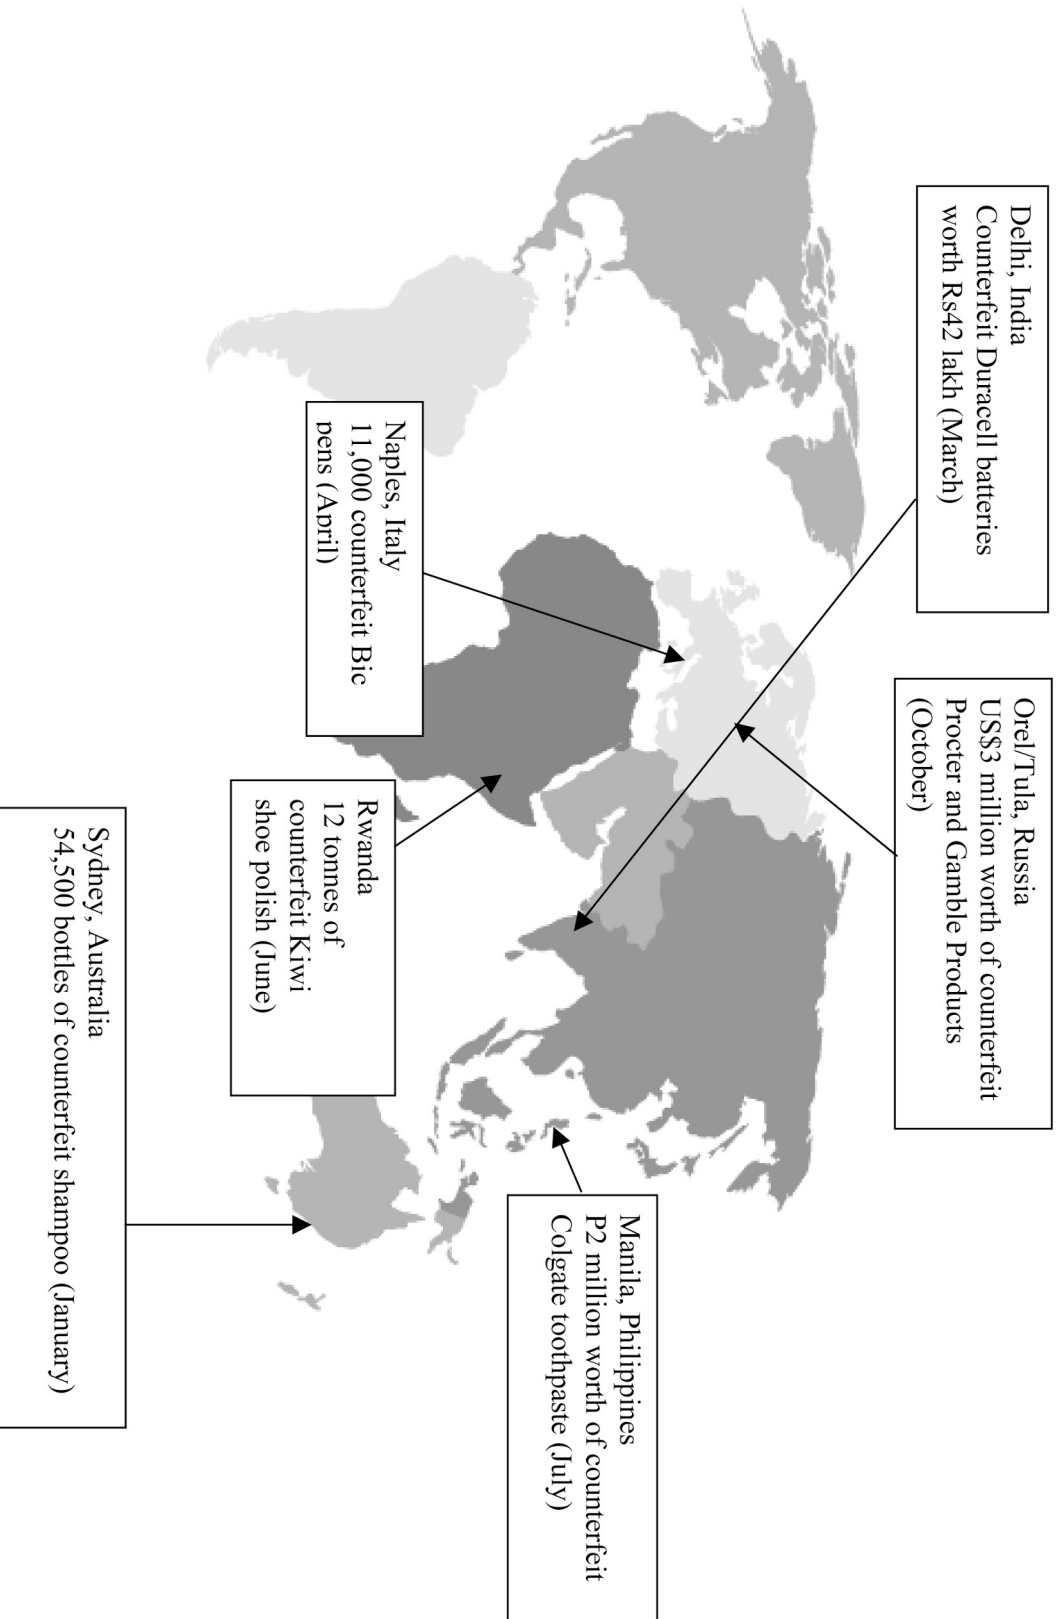 Delhi, India
Counterfeit Duracell batteries
worth Rs42 lakh (March)
Orel/Tula, Russia
US$3 million worth of counterfeit
Procter and Gamble Products
(October)
Manila, Philippines
P2 million worth of counterfeit
Colgate toothpaste (July)
Naples, Italy
11,000 counterfeit Bic
pens (April)
Rwanda
12 tonnes of
counterfeit Kiwi
shoe polish (June)
Sydney, Australia
54,500 bottles of counterfeit shampoo (January)